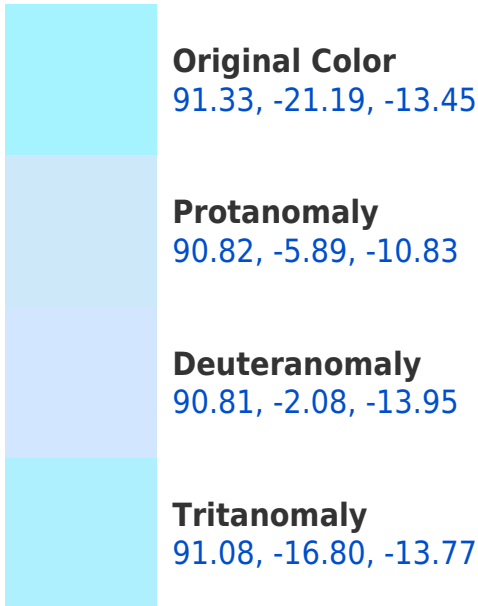 Original Color
91.33, -21.19, -13.45
Protanomaly
90.82, -5.89, -10.83
Deuteranomaly
90.81, -2.08, -13.95
Tritanomaly
91.08, -16.80, -13.77